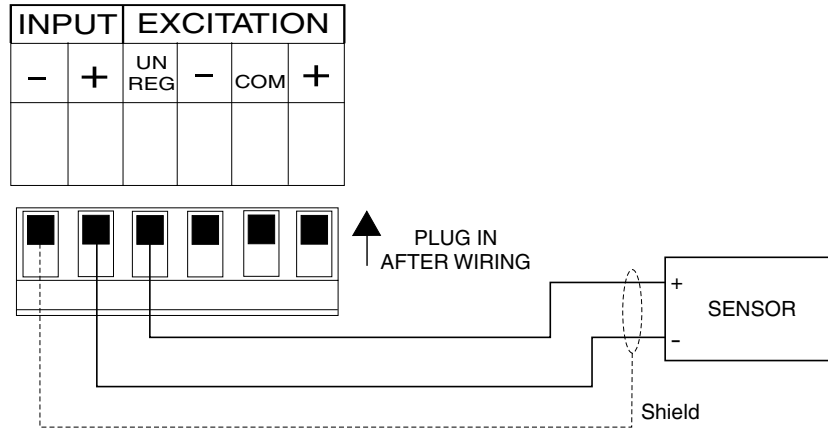 INPUT EXCITATION
- + UN REG - COM +
PLUG IN
AFTER WIRING
+
SENSOR
-
Shield